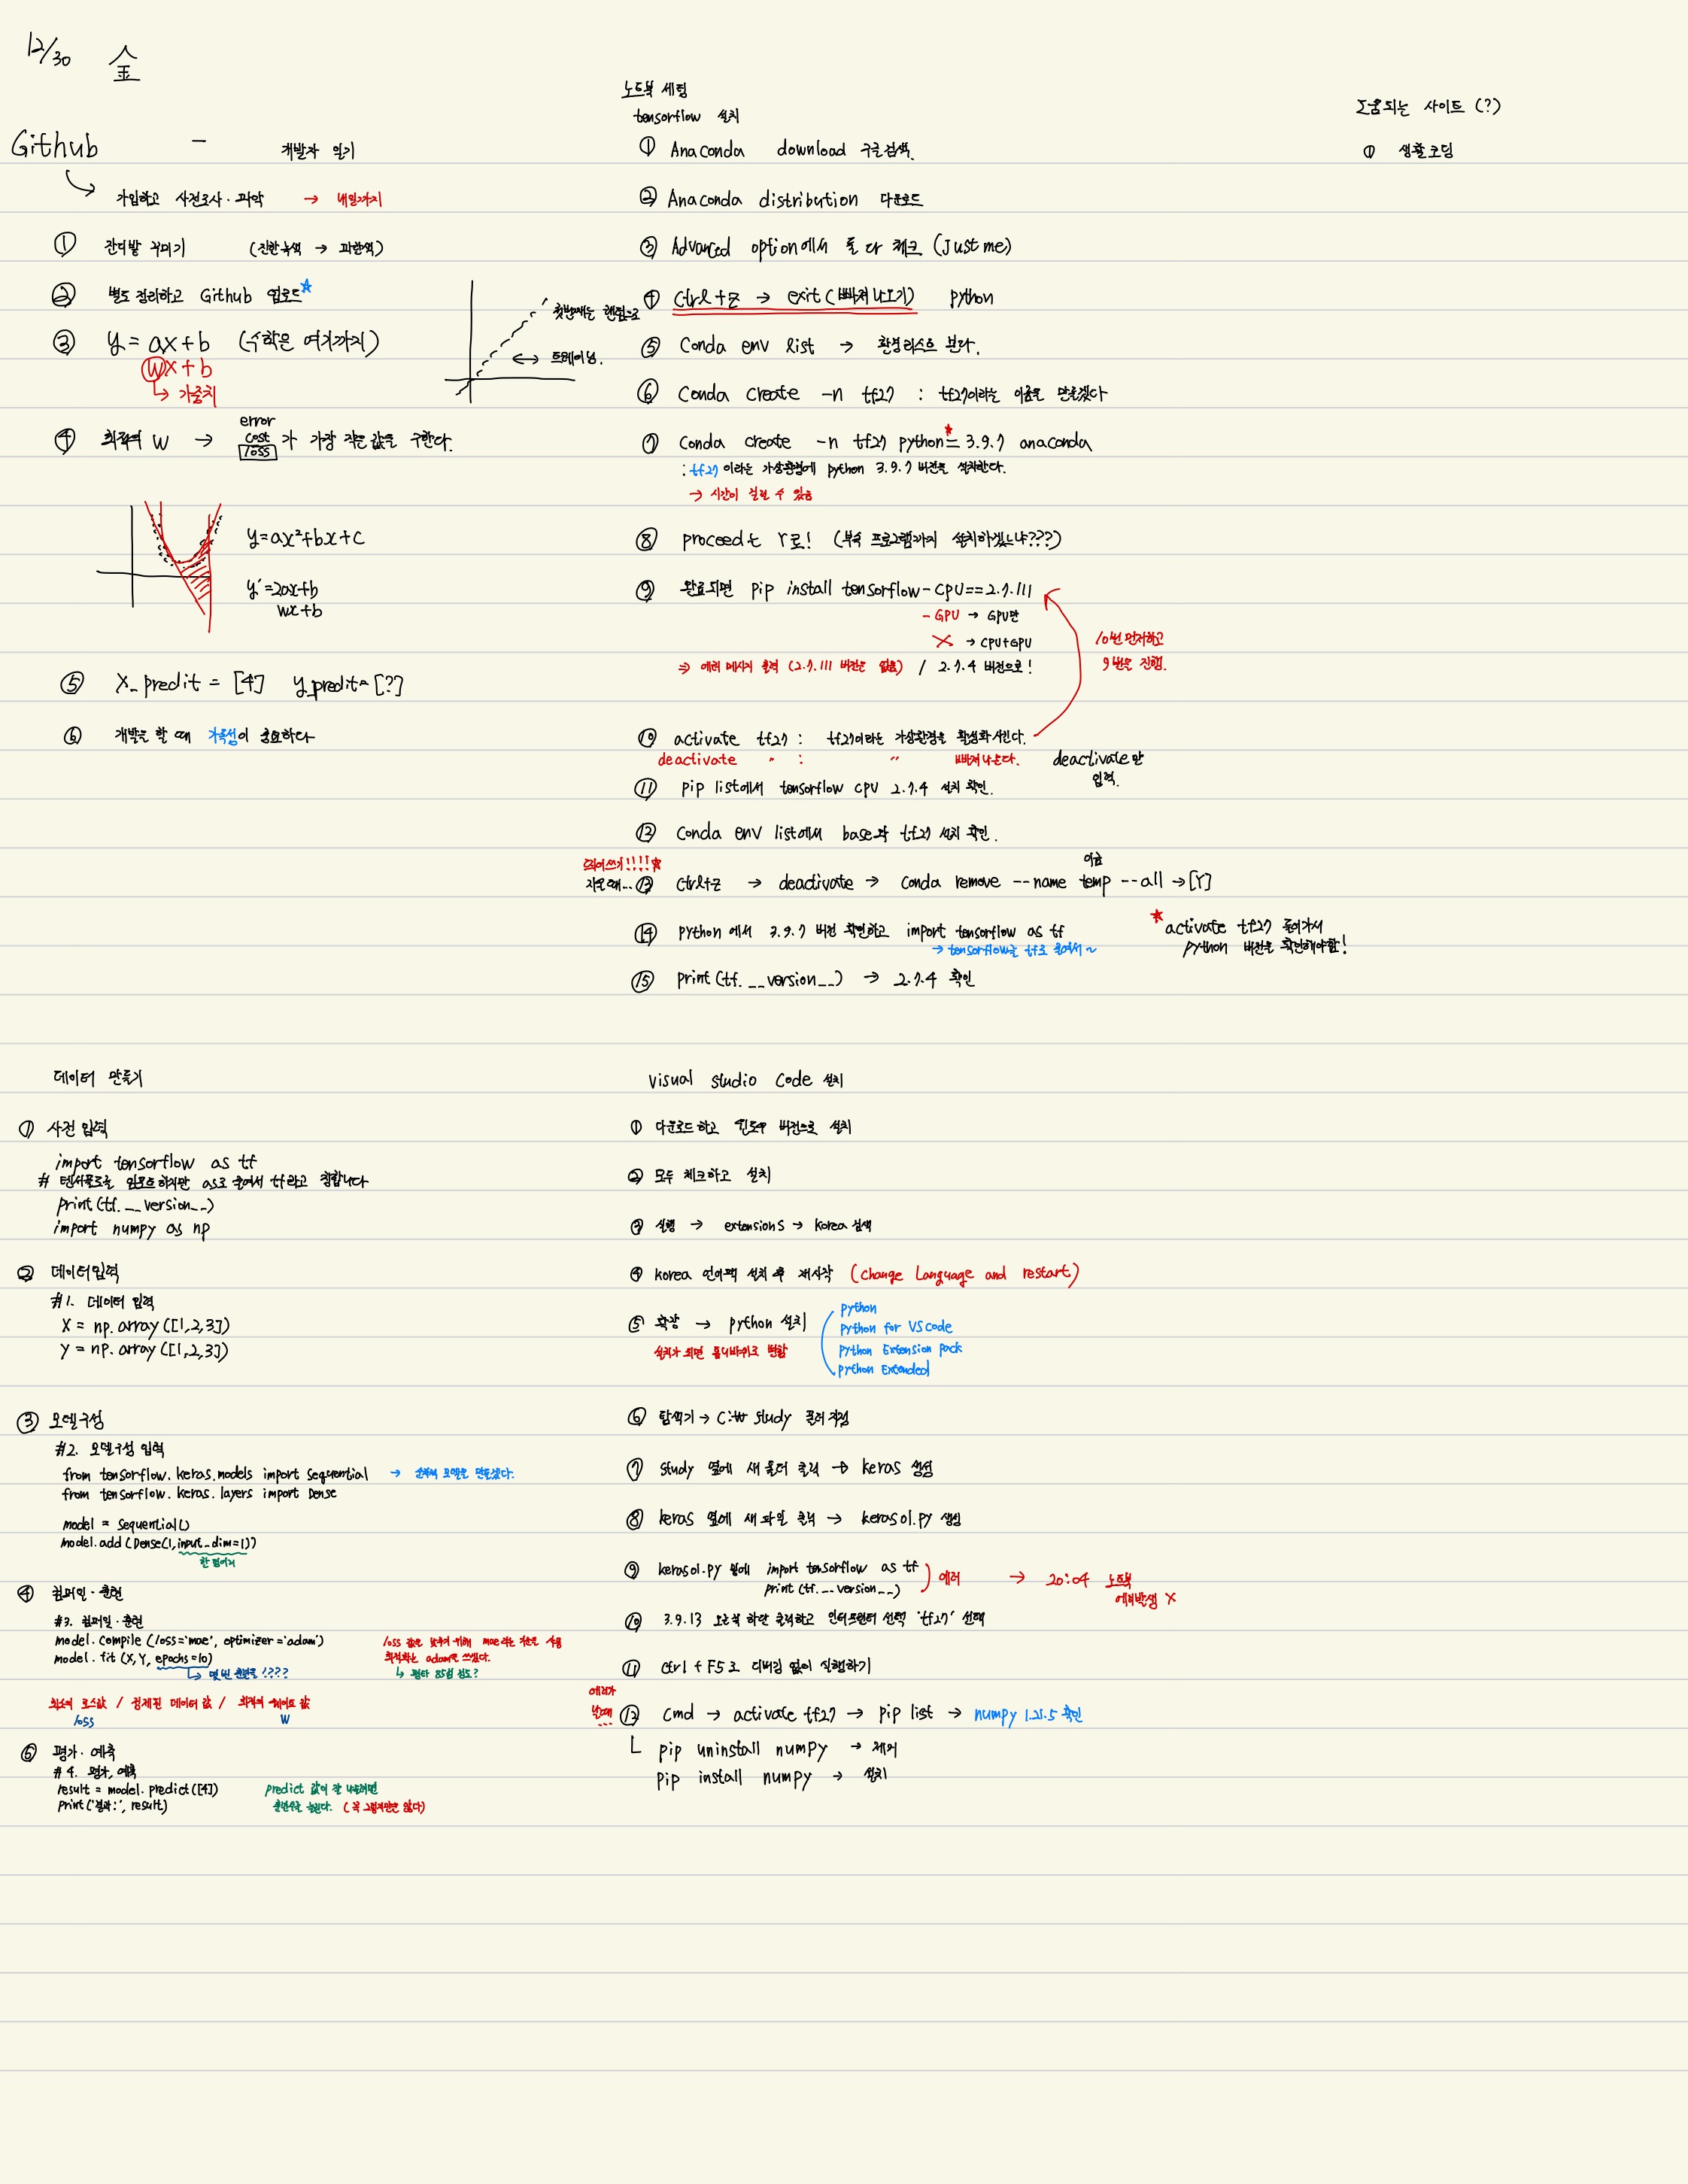 12/30 金
Github - 개발자 일기
가입하고 사전조사·파악 → 내일까지
① 잔디밭 꾸미기 (진한녹색 → 파란색)
② 별도 정리하고 Github 업로드☆
③ y = ax+b (수학은 여기까지)
wx+b
↳ 가중치
첫번째는 랜덤으로
↔ 트레이닝.
④ 최적의 W → error
cost
loss
가 가장 작은 값을 구한다.
y=ax²+bx+c
y′=2ax+b
wx+b
⑤ x_predit = [4] y_predit=[?]
⑥ 개발을 할 때 가독성이 중요하다
노트북 세팅
tensorflow 설치
① Anaconda download 구글검색.
② Anaconda distribution 다운로드
③ Advanced option에서 둘 다 체크 (Just me)
④ Ctrl+z → exit(빠져나오기) python
⑤ Conda env list → 환경리스트 본다.
⑥ Conda create -n tf27 : tf27이라는 이름을 만들겠다
⑦ Conda create -n tf27 python=3.9.7 anaconda
: tf27 이라는 가상환경에 python 3.9.7 버전을 설치한다.
→ 시간이 걸릴 수 있음
⑧ proceed는 Y로! (부속 프로그램까지 설치하겠느냐???)
⑨ 완료되면 pip install tensorflow-cpu==2.7.111
-GPU → GPU만
X → CPU+GPU
⇒ 에러 메시지 출력 (2.7.111 버전은 없음) / 2.7.4 버전으로!
10번 먼저하고
9번은 진행.
⑩ activate tf27 : tf27이라는 가상환경을 활성화 시킨다.
deactivate 〃 : 〃 빠져나온다.
deactivate만
입력.
⑪ pip list에서 tensorflow cpu 2.7.4 설치 확인.
⑫ Conda env list에서 base와 tf27 설치 확인.
띄어쓰기!!!!☆
지울때...
⑬ Ctrl+z → deactivate → Conda remove --name temp --all →[Y]
이름
⑭ python 에서 3.9.7 버전 확인하고 import tensorflow as tf
→ tensorflow를 tf로 줄여서~
★ activate tf27 들어가서
python 버전을 확인해야함!
⑮ print(tf.__version__) → 2.7.4 확인
도움되는 사이트 (?)
① 생활코딩
데이터 만들기
① 사전 입력
import tensorflow as tf
# 텐서플로를 임포트 하지만 as로 줄여서 tf라고 정합니다
print(tf.__version__)
import numpy as np
② 데이터입력
#1. 데이터 입력
X = np.array([1,2,3])
Y = np.array([1,2,3])
③ 모델구성
#2. 모델구성 입력
from tensorflow.keras.models import Sequential → 순차적 모델을 만들겠다.
from tensorflow.keras.layers import Dense
model = Sequential()
model.add(Dense(1,input_dim=1))
한 덩어리
④ 컴파일·훈련
#3. 컴파일·훈련
model.compile(loss='mae', optimizer='adam')
model.fit(X,Y,epochs=10)
↳ 몇번 훈련을!????
loss 값을 낮추기 위해 mae라는 기준을 사용
최적화는 adam을 쓰겠다.
↳ 평타 85점 정도?
최소의 로스값 / 정제된 데이터 값 / 최적의 웨이트 값
loss W
⑤ 평가·예측
#4. 평가, 예측
result = model.predict([4])
print('결과:', result)
predict 값이 잘 나오려면
훈련수를 늘린다. (꼭 그렇지만은 않다)
visual studio code 설치
① 다운로드하고 윈도우 버전으로 설치
② 모두 체크하고 설치
③ 실행 → extensions → korea 검색
④ korea 언어팩 설치 후 재시작 (Change Language and restart)
⑤ 확장 → python 설치
설치가 되면 톱니바퀴로 변함
python
python for VS code
python Extension pack
python Extended
⑥ 탐색기 → C:₩ study 폴더 지정
⑦ study 옆에 새 폴더 클릭 → keras 생성
⑧ keras 옆에 새 파일 클릭 → keras01.py 생성
⑨ keras01.py 안에 import tensorflow as tf
print(tf.__version__)
에러 → 20:04 노트북
에러발생 X
⑩ 3.9.13 오른쪽 하단 클릭하고 인터프리터 선택 'tf27' 선택
⑪ ctrl + F5로 디버깅 없이 실행하기
에러가
날때
...
⑫ cmd → activate tf27 → pip list → numpy 1.21.5 확인
└ pip uninstall numpy → 제거
pip install numpy → 설치